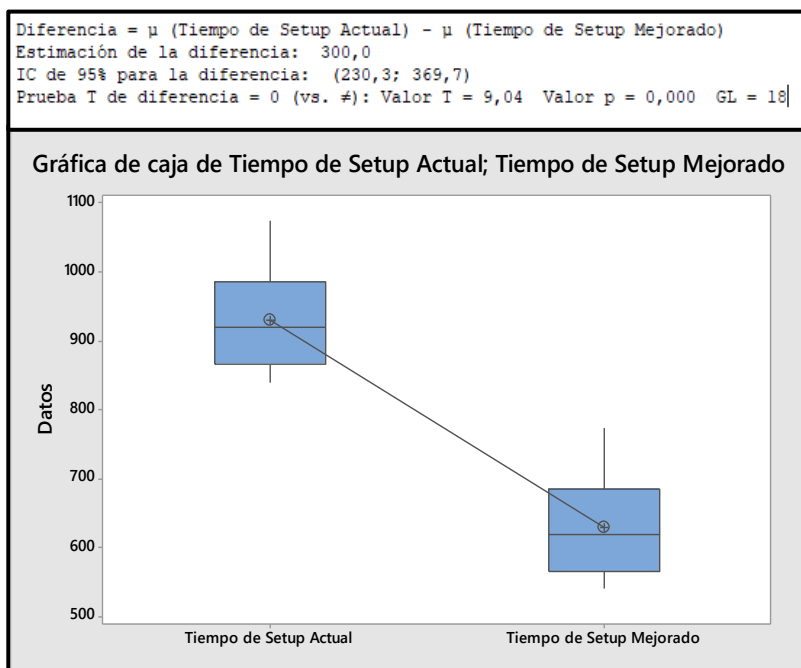 Diferencia = μ (Tiempo de Setup Actual) - μ (Tiempo de Setup Mejorado)
Estimación de la diferencia:  300,0
IC de 95% para la diferencia:  (230,3; 369,7)
Prueba T de diferencia = 0 (vs. ≠): Valor T = 9,04  Valor p = 0,000  GL = 18
Gráfica de caja de Tiempo de Setup Actual; Tiempo de Setup Mejorado
1100
1000
900
800
700
600
500
Datos
Tiempo de Setup Actual
Tiempo de Setup Mejorado